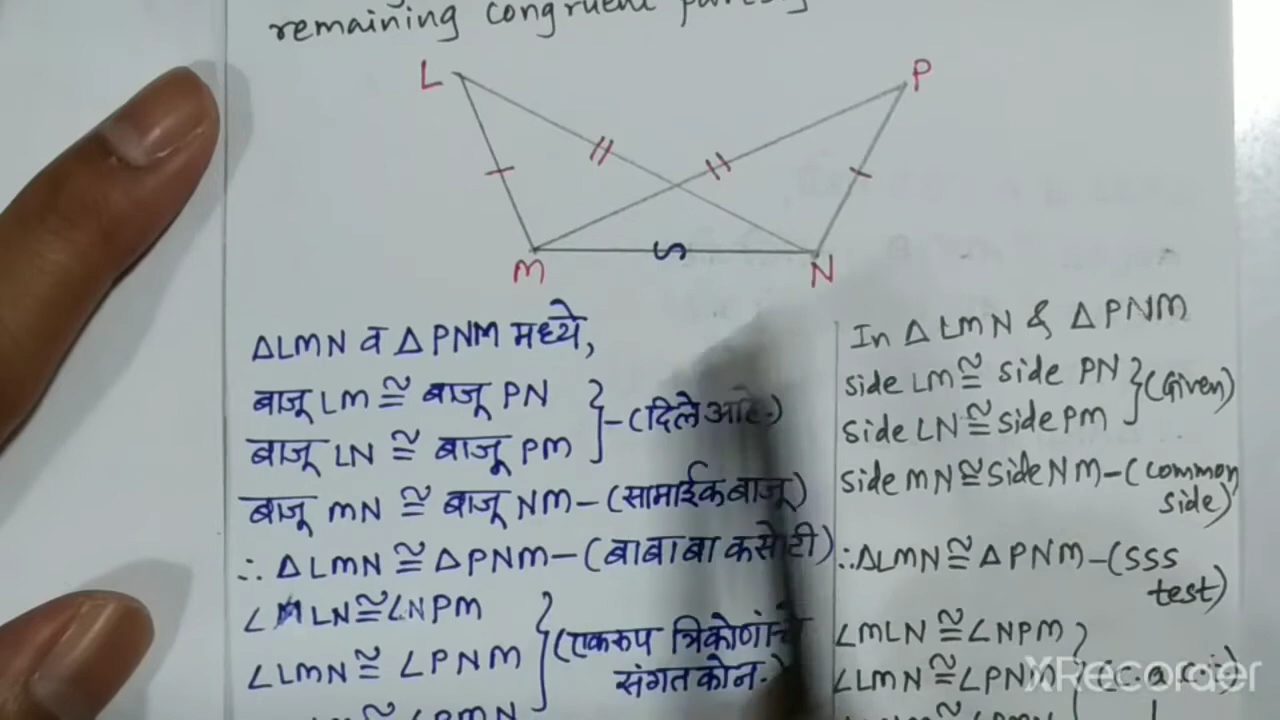 remaining congruent
L
P
M
N
ΔLMN व ΔPNM मध्ये,
बाजू LM ≅ बाजू PN
बाजू LN ≅ बाजू PM
} - (दिले आहे.)
बाजू MN ≅ बाजू NM - (सामाईक बाजू)
∴ ΔLMN ≅ ΔPNM - (बाबाबा कसोटी)
∠MLN ≅ ∠NPM
∠LMN ≅ ∠PNM
} (एकरुप त्रिकोणांचे
संगत कोन.)
≅ ∠PMN
In ΔLMN & ΔPNM
side LM ≅ side PN
side LN ≅ side PM
} (Given)
side MN ≅ side NM - (common
side)
∴ ΔLMN ≅ ΔPNM - (SSS
test)
∠MLN ≅ ∠NPM
∠LMN ≅ ∠PNM
XRecorder